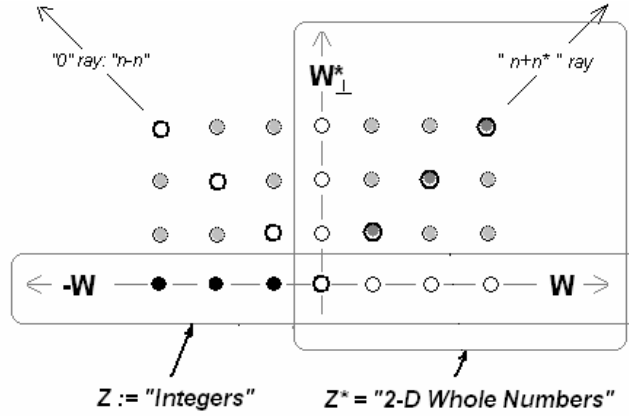 "0" ray: "n-n"
" n+n* " ray
W*⊥
-W
W
Z := "Integers"
Z* = "2-D Whole Numbers"